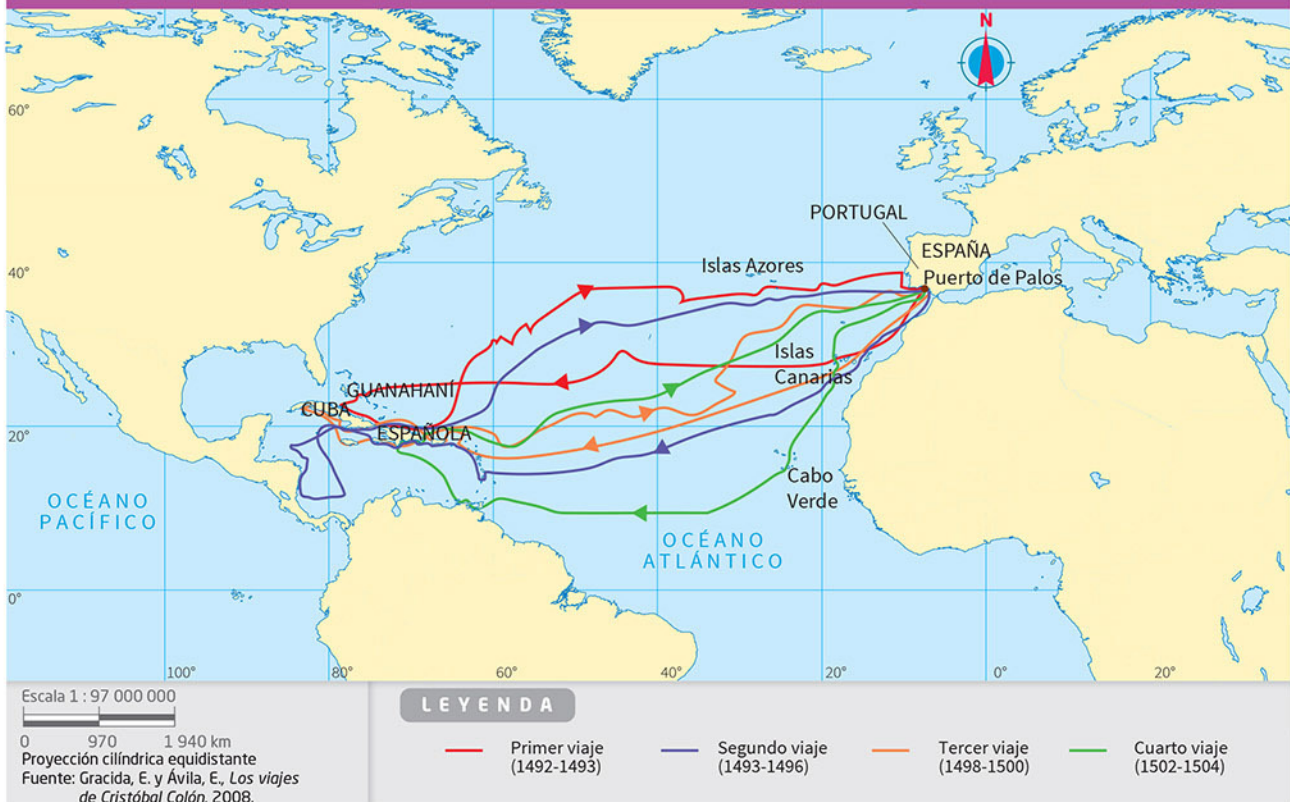 N
60°
PORTUGAL
ESPAÑA
40°
Islas Azores
Puerto de Palos
Islas
Canarias
GUANAHANÍ
CUBA
20°
ESPAÑOLA
Cabo
Verde
OCÉANO
PACÍFICO
OCÉANO
ATLÁNTICO
0°
100°
80°
60°
40°
20°
0°
20°
Escala 1 : 97 000 000
0 970 1 940 km
Proyección cilíndrica equidistante
Fuente: Gracida, E. y Ávila, E., Los viajes
de Cristóbal Colón, 2008.
LEYENDA
Primer viaje
(1492-1493)
Segundo viaje
(1493-1496)
Tercer viaje
(1498-1500)
Cuarto viaje
(1502-1504)